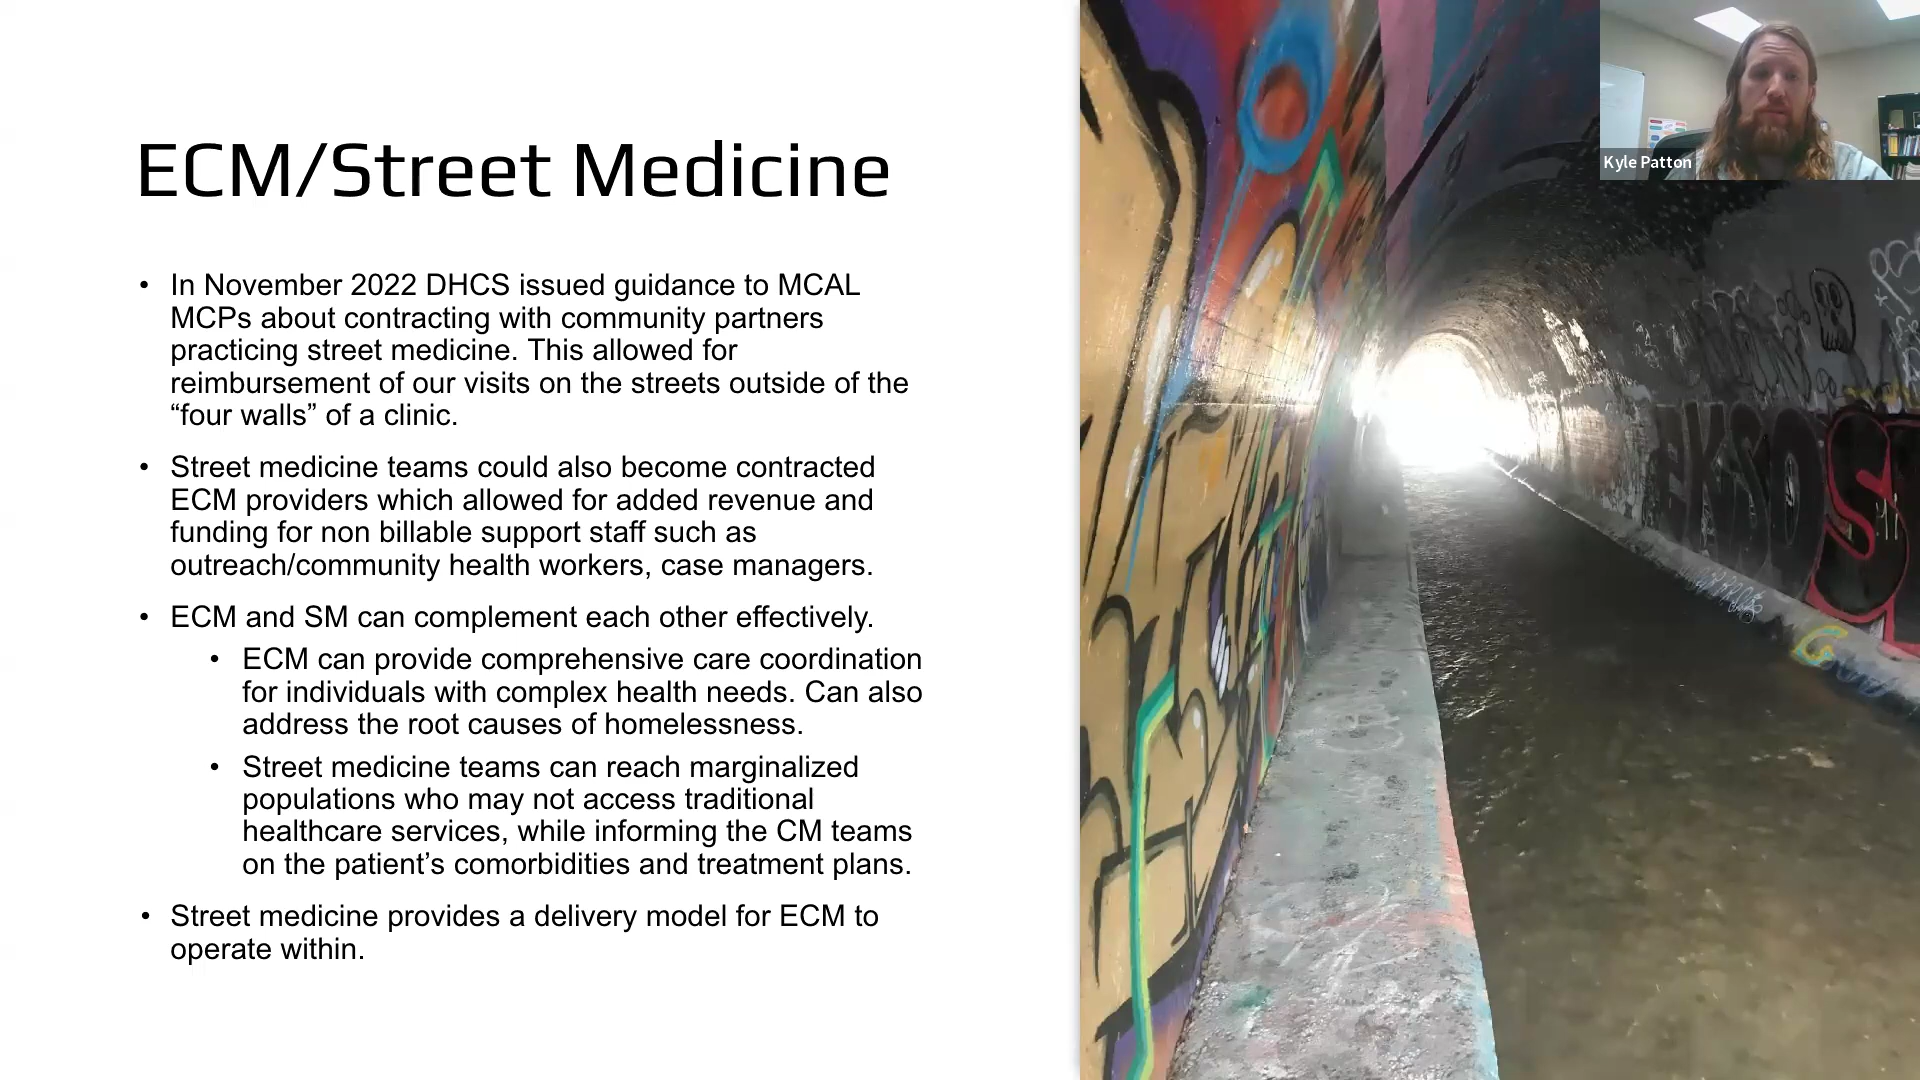 ECM/Street Medicine
• In November 2022 DHCS issued guidance to MCAL
MCPs about contracting with community partners
practicing street medicine. This allowed for
reimbursement of our visits on the streets outside of the
“four walls” of a clinic.
• Street medicine teams could also become contracted
ECM providers which allowed for added revenue and
funding for non billable support staff such as
outreach/community health workers, case managers.
• ECM and SM can complement each other effectively.
• ECM can provide comprehensive care coordination
for individuals with complex health needs. Can also
address the root causes of homelessness.
• Street medicine teams can reach marginalized
populations who may not access traditional
healthcare services, while informing the CM teams
on the patient’s comorbidities and treatment plans.
• Street medicine provides a delivery model for ECM to
operate within.
Kyle Patton